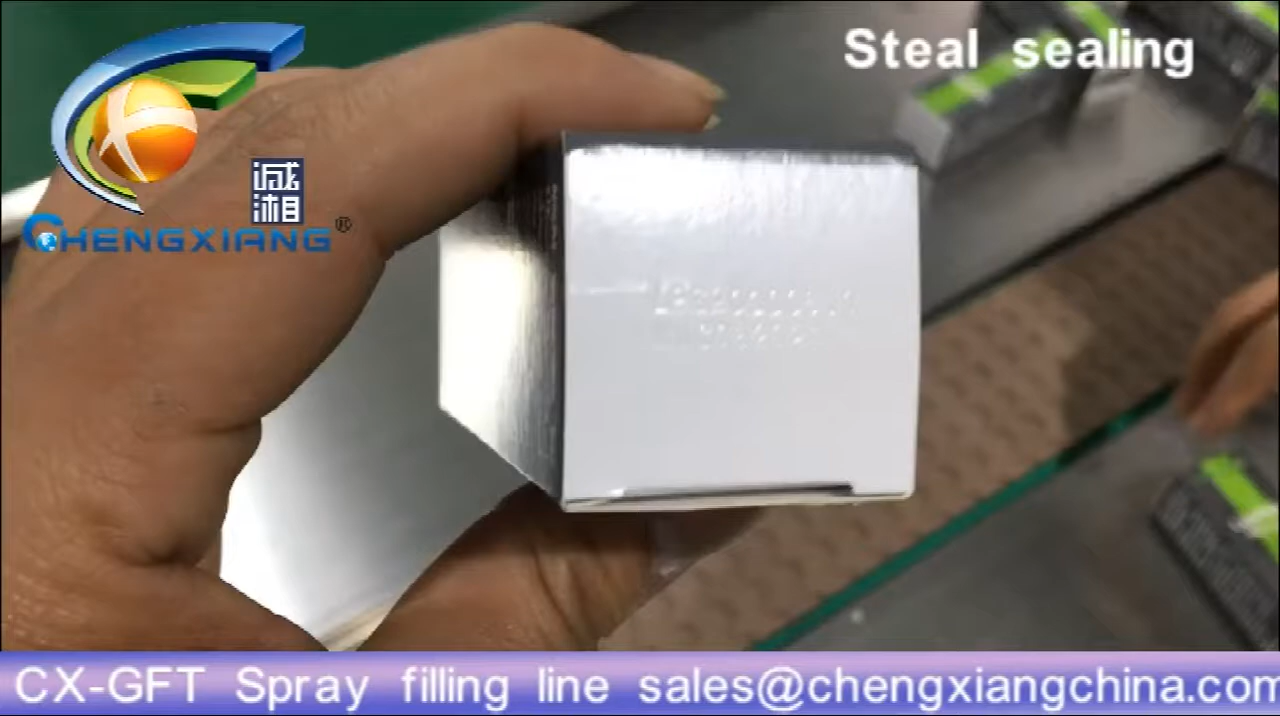 Steal sealing
诚
湘
CHENGXIANG®
CX-GFT Spray filling line sales@chengxiangchina.com